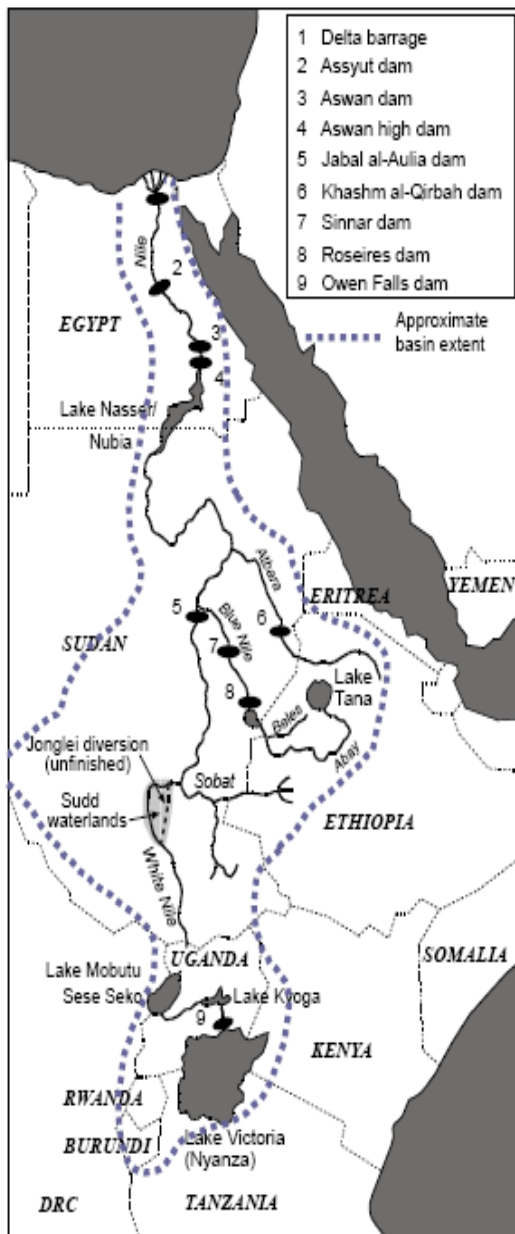 1 Delta barrage
2 Assyut dam
3 Aswan dam
4 Aswan high dam
5 Jabal al-Aulia dam
6 Khashm al-Qirbah dam
7 Sinnar dam
8 Roseires dam
9 Owen Falls dam
Approximate
basin extent
Nile
2
EGYPT
3
4
Lake Nasser/
Nubia
Atbara
ERITREA
YEMEN
5
Blue Nile
6
SUDAN
7
Lake
Tana
8
Beles
Abay
Jonglei diversion
(unfinished)
Sobat
Sudd
waterlands
ETHIOPIA
White Nile
UGANDA
SOMALIA
Lake Mobutu
Sese Seko
Lake Kyoga
9
KENYA
RWANDA
BURUNDI
Lake Victoria
(Nyanza)
DRC
TANZANIA